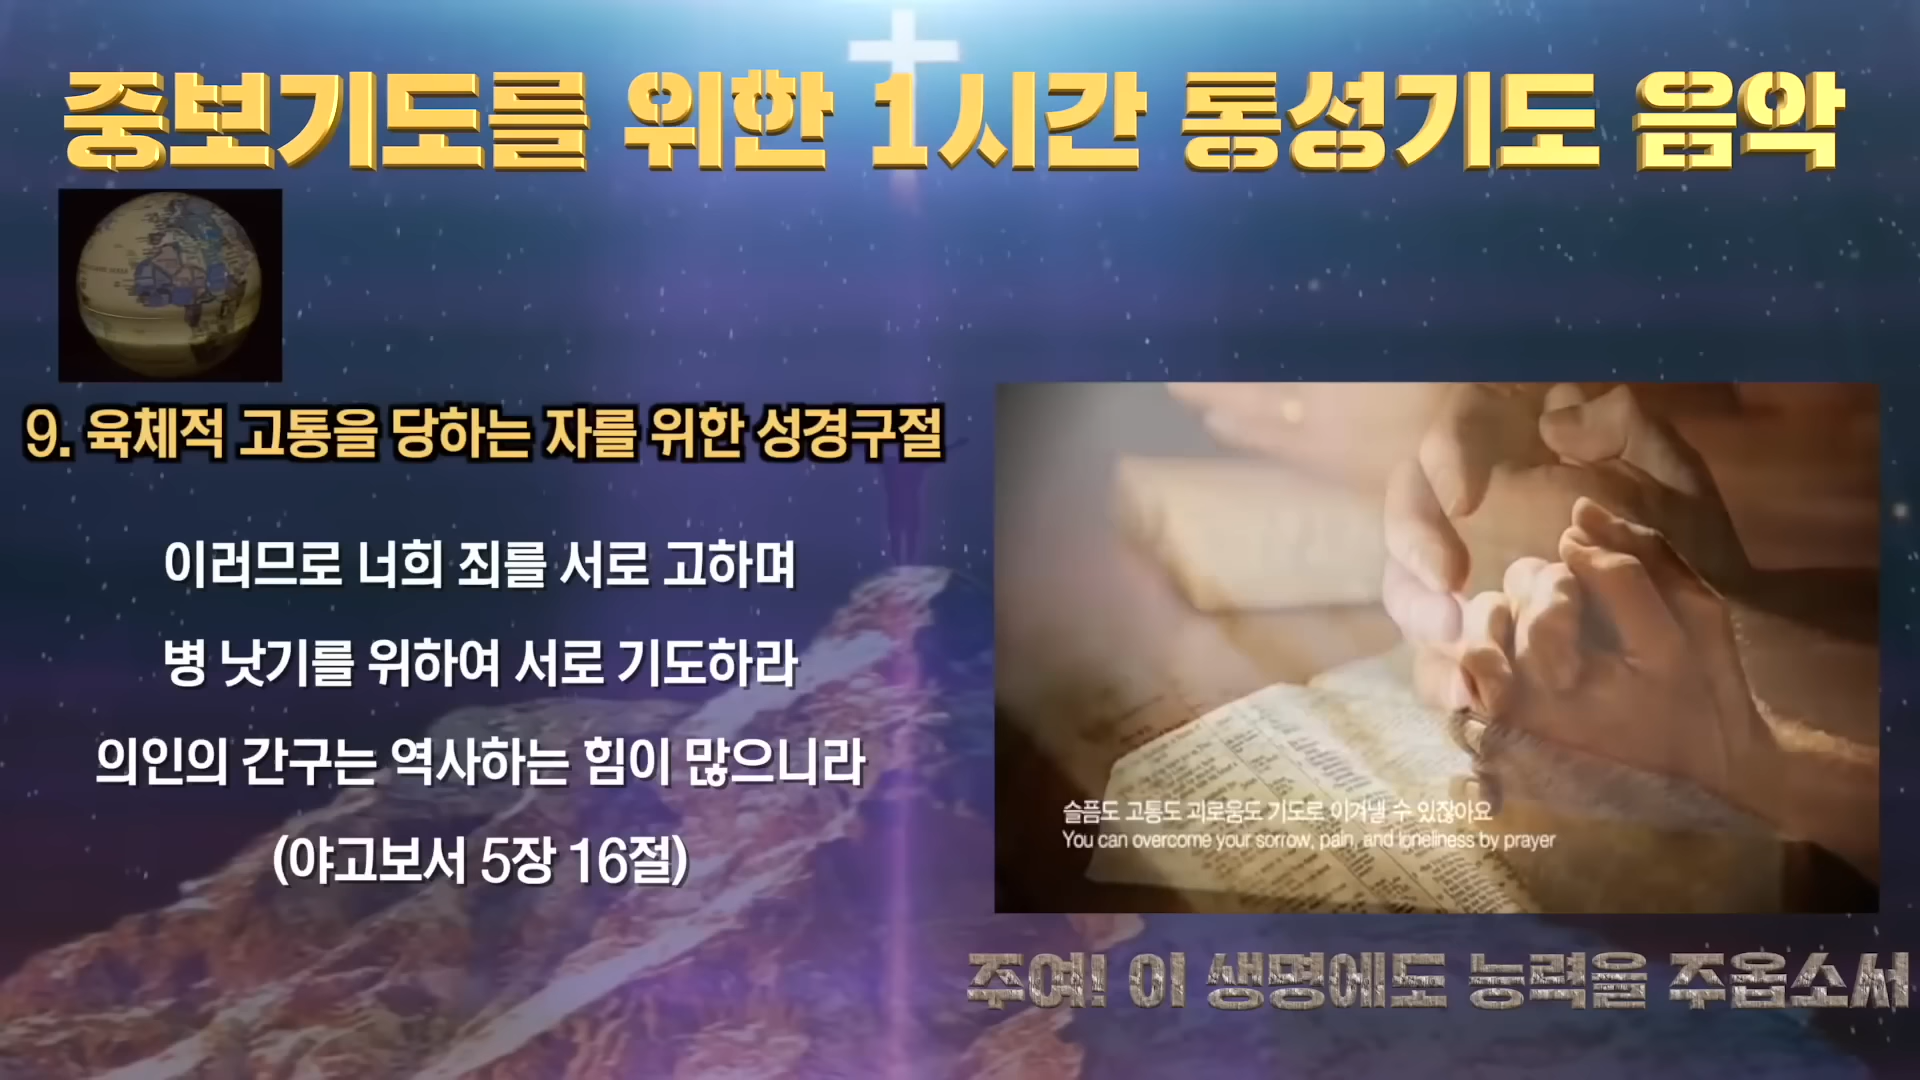 중보기도를 위한 1시간 통성기도 음악
9. 육체적 고통을 당하는 자를 위한 성경구절
이러므로 너희 죄를 서로 고하며
병 낫기를 위하여 서로 기도하라
의인의 간구는 역사하는 힘이 많으니라
(야고보서 5장 16절)
슬픔도 고통도 괴로움도 기도로 이겨낼 수 있잖아요
You can overcome your sorrow, pain, and loneliness by prayer
주여! 이 생명에도 능력을 주옵소서